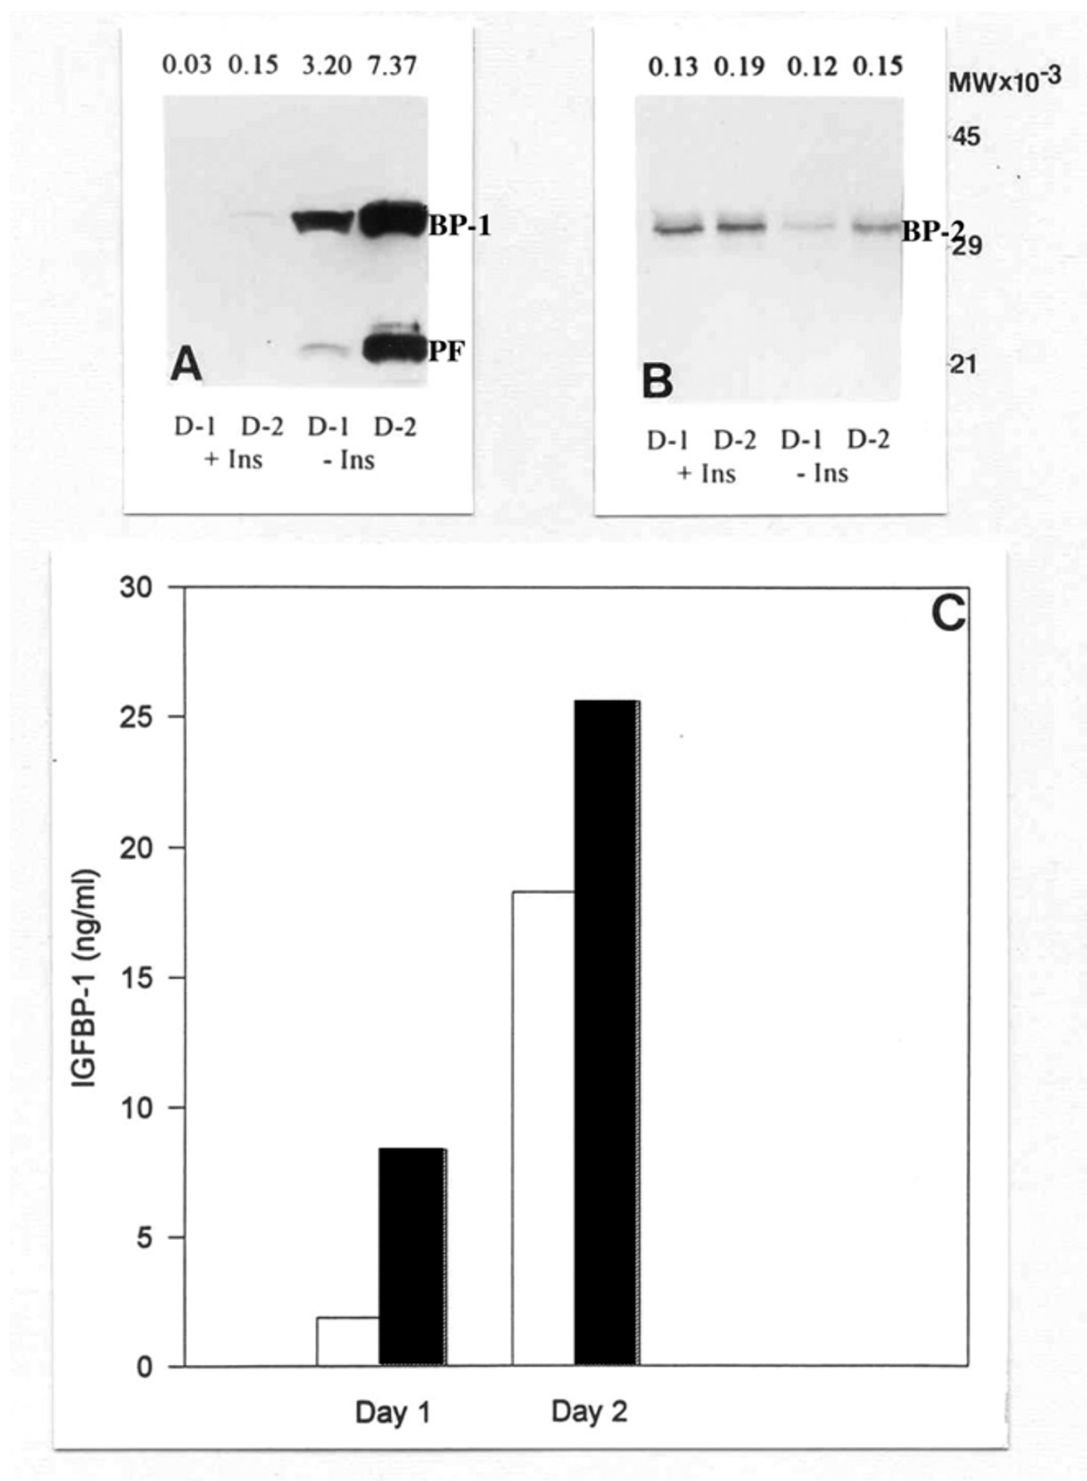 0.03 0.15 3.20 7.37
BP-1
PF
A
D-1 D-2 D-1 D-2
+ Ins - Ins
0.13 0.19 0.12 0.15
MWx10-3
45
BP-2
29
21
B
D-1 D-2 D-1 D-2
+ Ins - Ins
C
30
25
20
15
10
5
0
IGFBP-1 (ng/ml)
Day 1 Day 2